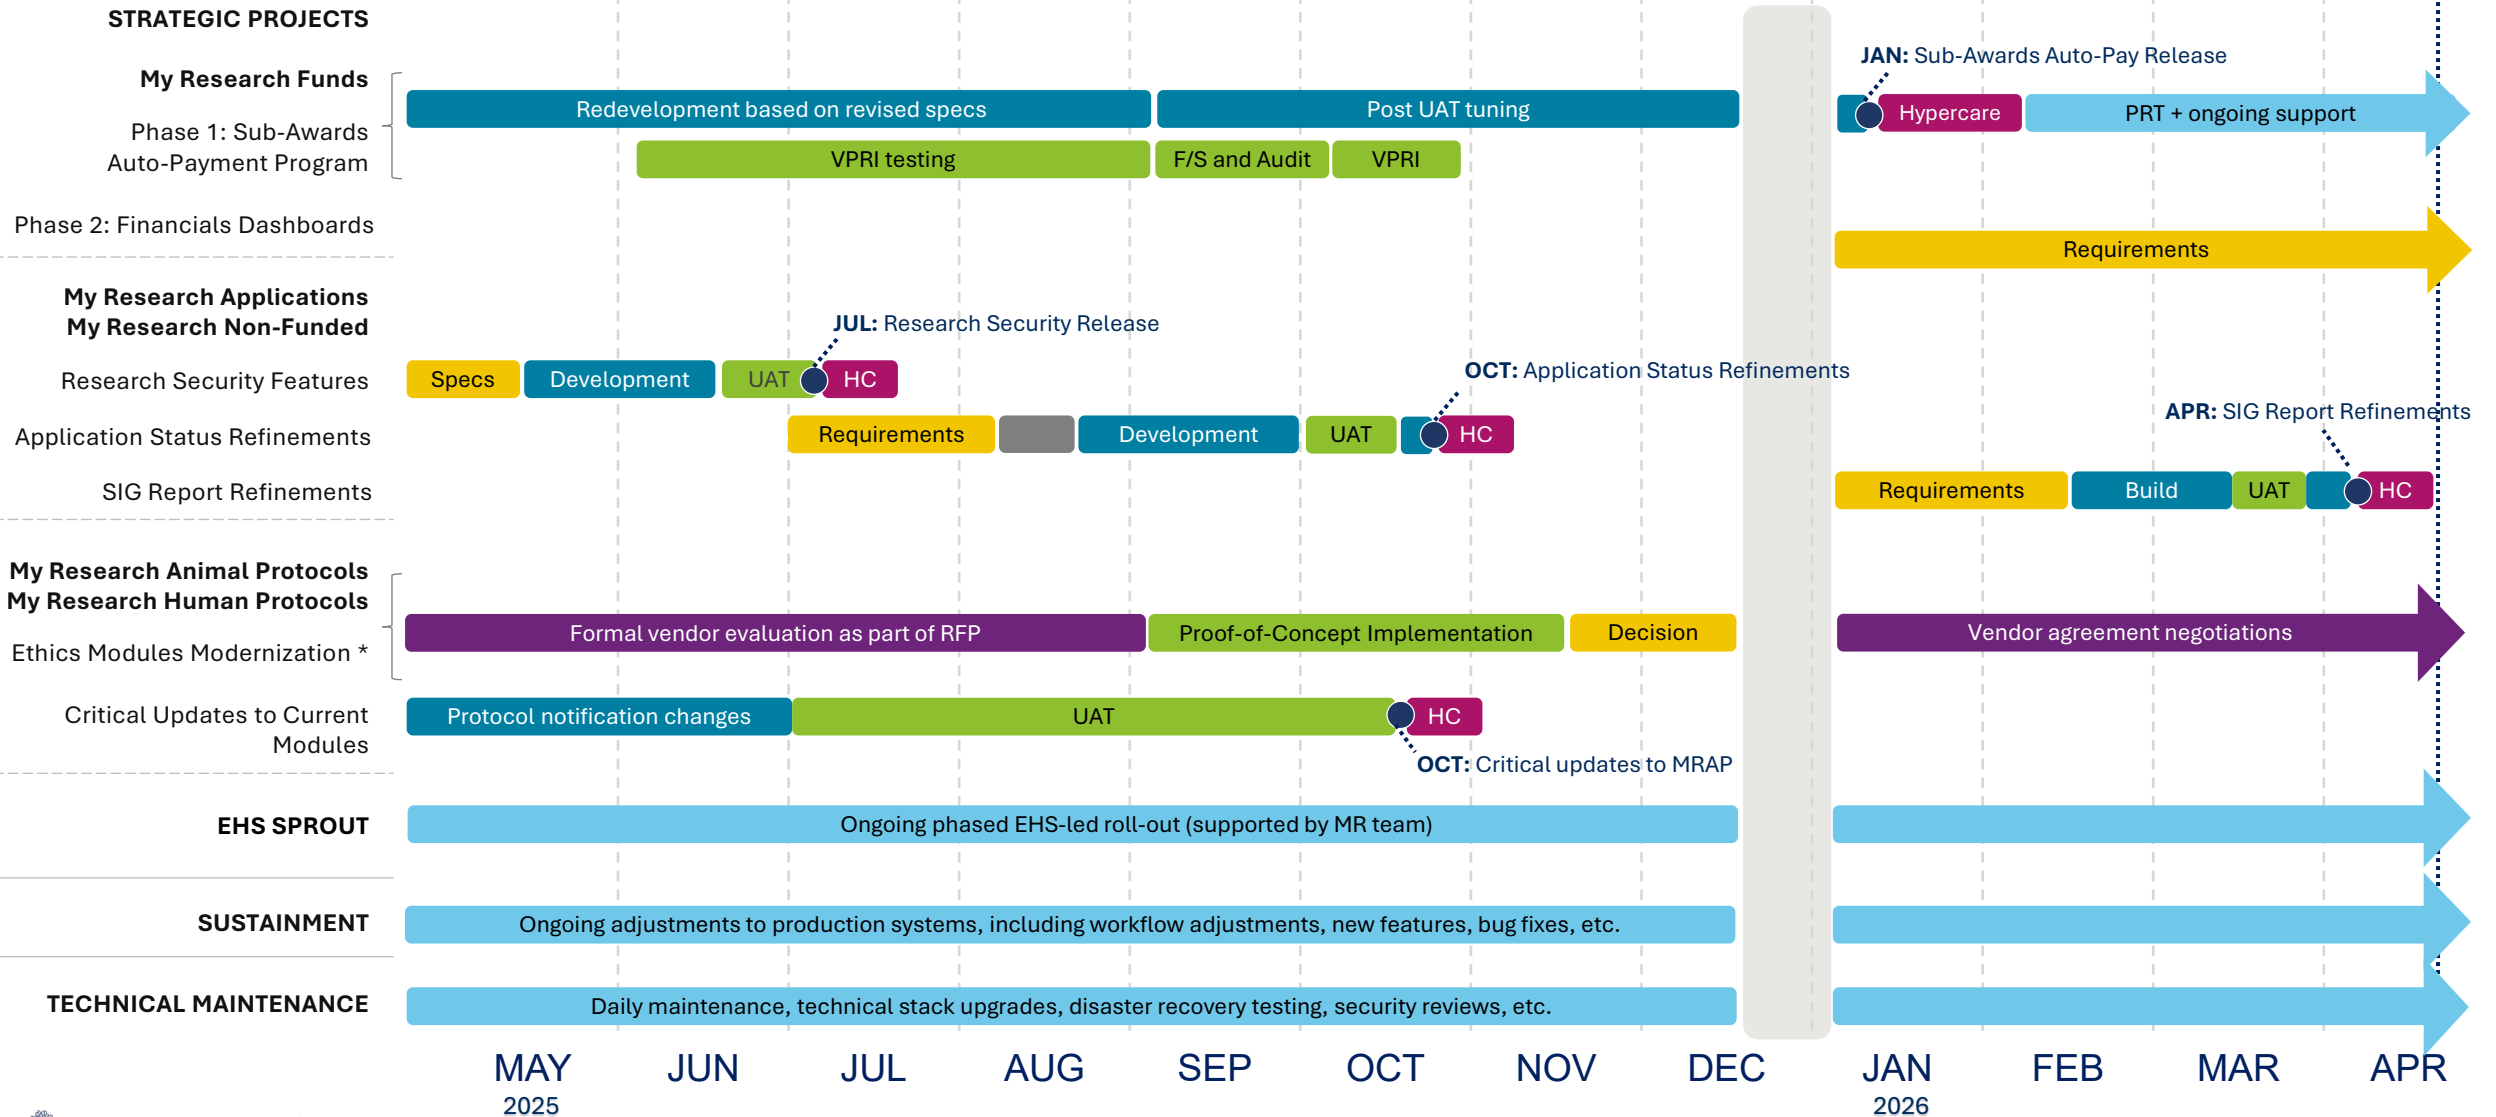 STRATEGIC PROJECTS
JAN: Sub-Awards Auto-Pay Release
My Research Funds
Redevelopment based on revised specs
Post UAT tuning
Hypercare
PRT + ongoing support
Phase 1: Sub-Awards
Auto-Payment Program
VPRI testing
F/S and Audit
VPRI
Phase 2: Financials Dashboards
Requirements
My Research Applications
My Research Non-Funded
JUL: Research Security Release
OCT: Application Status Refinements
Research Security Features
Specs
Development
UAT
HC
APR: SIG Report Refinements
Application Status Refinements
Requirements
Development
UAT
HC
SIG Report Refinements
Requirements
Build
UAT
HC
My Research Animal Protocols
My Research Human Protocols
Ethics Modules Modernization *
Formal vendor evaluation as part of RFP
Proof-of-Concept Implementation
Decision
Vendor agreement negotiations
Critical Updates to Current
Modules
Protocol notification changes
UAT
HC
OCT: Critical updates to MRAP
EHS SPROUT
Ongoing phased EHS-led roll-out (supported by MR team)
SUSTAINMENT
Ongoing adjustments to production systems, including workflow adjustments, new features, bug fixes, etc.
TECHNICAL MAINTENANCE
Daily maintenance, technical stack upgrades, disaster recovery testing, security reviews, etc.
MAY
JUN
JUL
AUG
SEP
OCT
NOV
DEC
JAN
FEB
MAR
APR
2025
2026